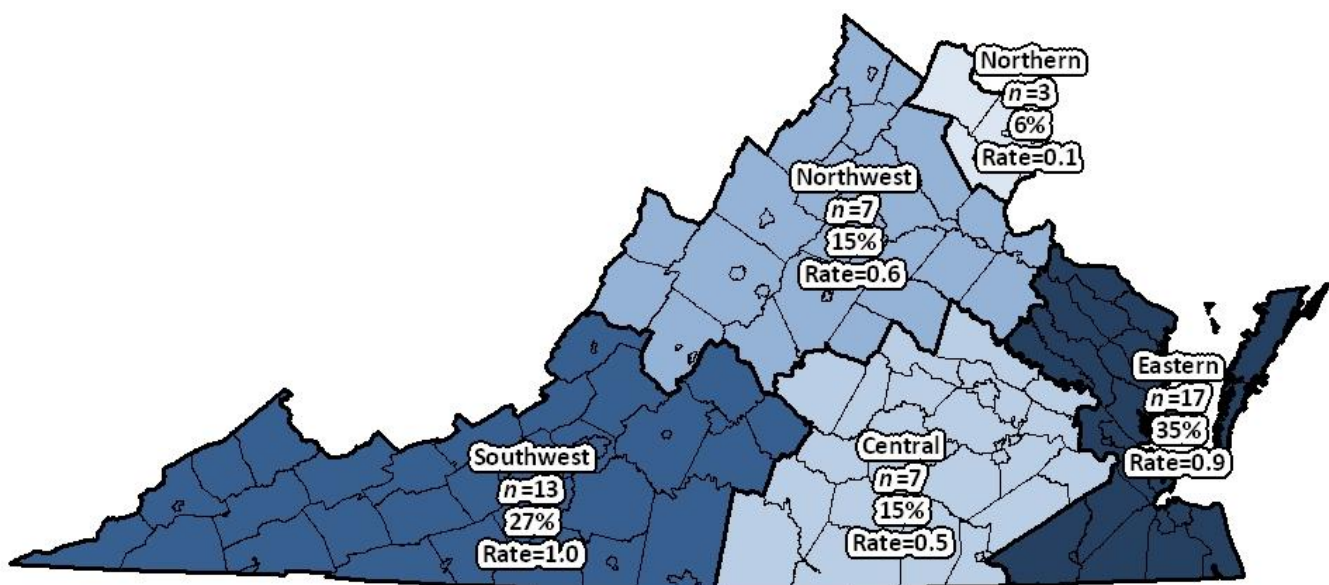 Northern
n=3
6%
Rate=0.1
Northwest
n=7
15%
Rate=0.6
Eastern
n=17
35%
Rate=0.9
Southwest
n=13
27%
Rate=1.0
Central
n=7
15%
Rate=0.5